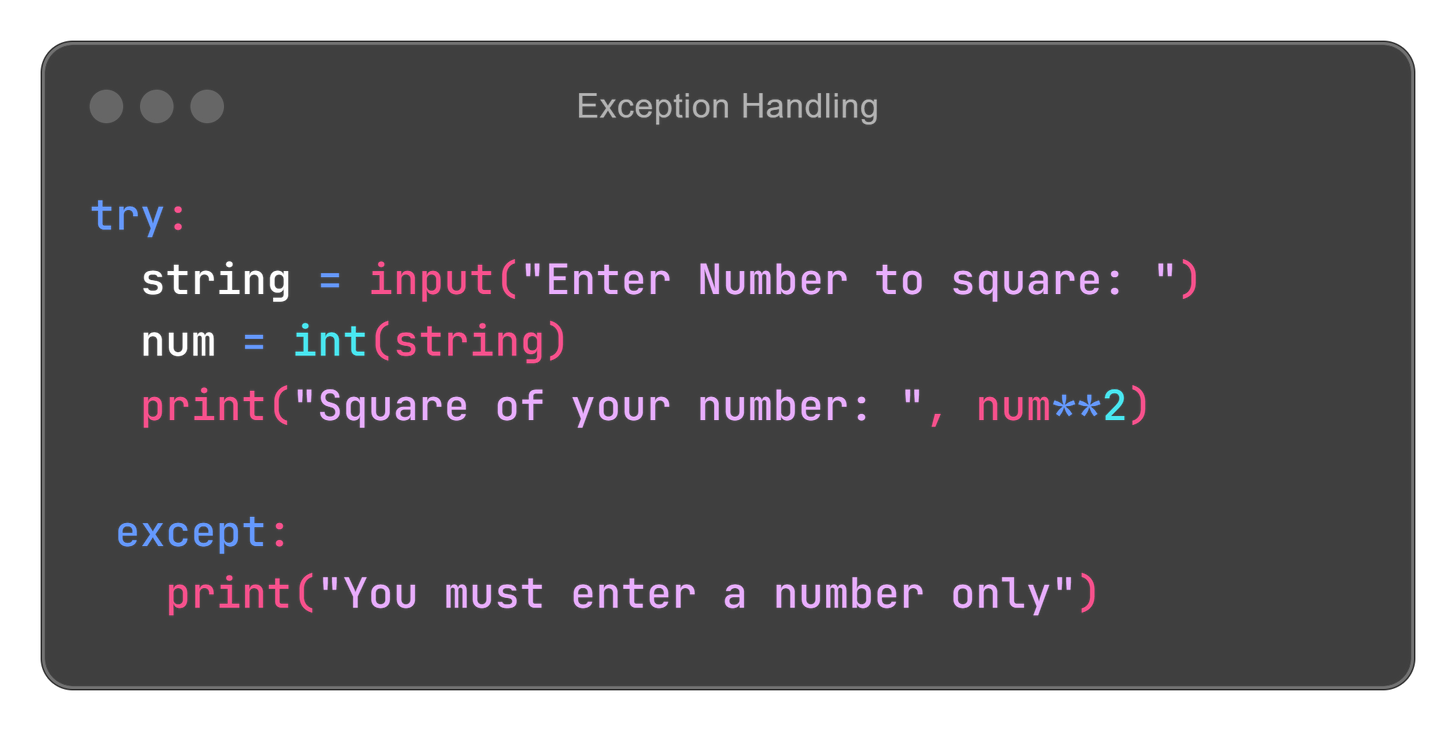 Exception Handling
try:
  string = input("Enter Number to square: ")
  num = int(string)
  print("Square of your number: ", num**2)
 except:
   print("You must enter a number only")